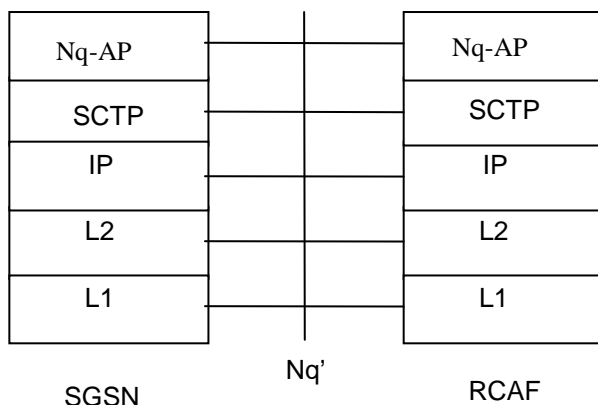 Nq-AP Nq-AP
SCTP SCTP
IP IP
L2 L2
L1 L1
Nq’
SGSN RCAF